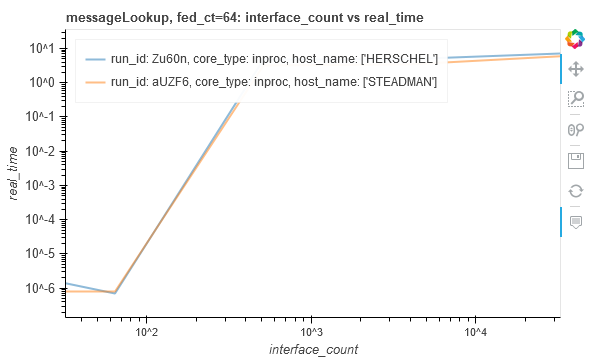 messageLookup, fed_ct=64: interface_count vs real_time
run_id: Zu60n, core_type: inproc, host_name: ['HERSCHEL']
run_id: aUZF6, core_type: inproc, host_name: ['STEADMAN']
real_time
10^1
10^0
10^-1
10^-2
10^-3
10^-4
10^-5
10^-6
10^2
10^3
10^4
interface_count